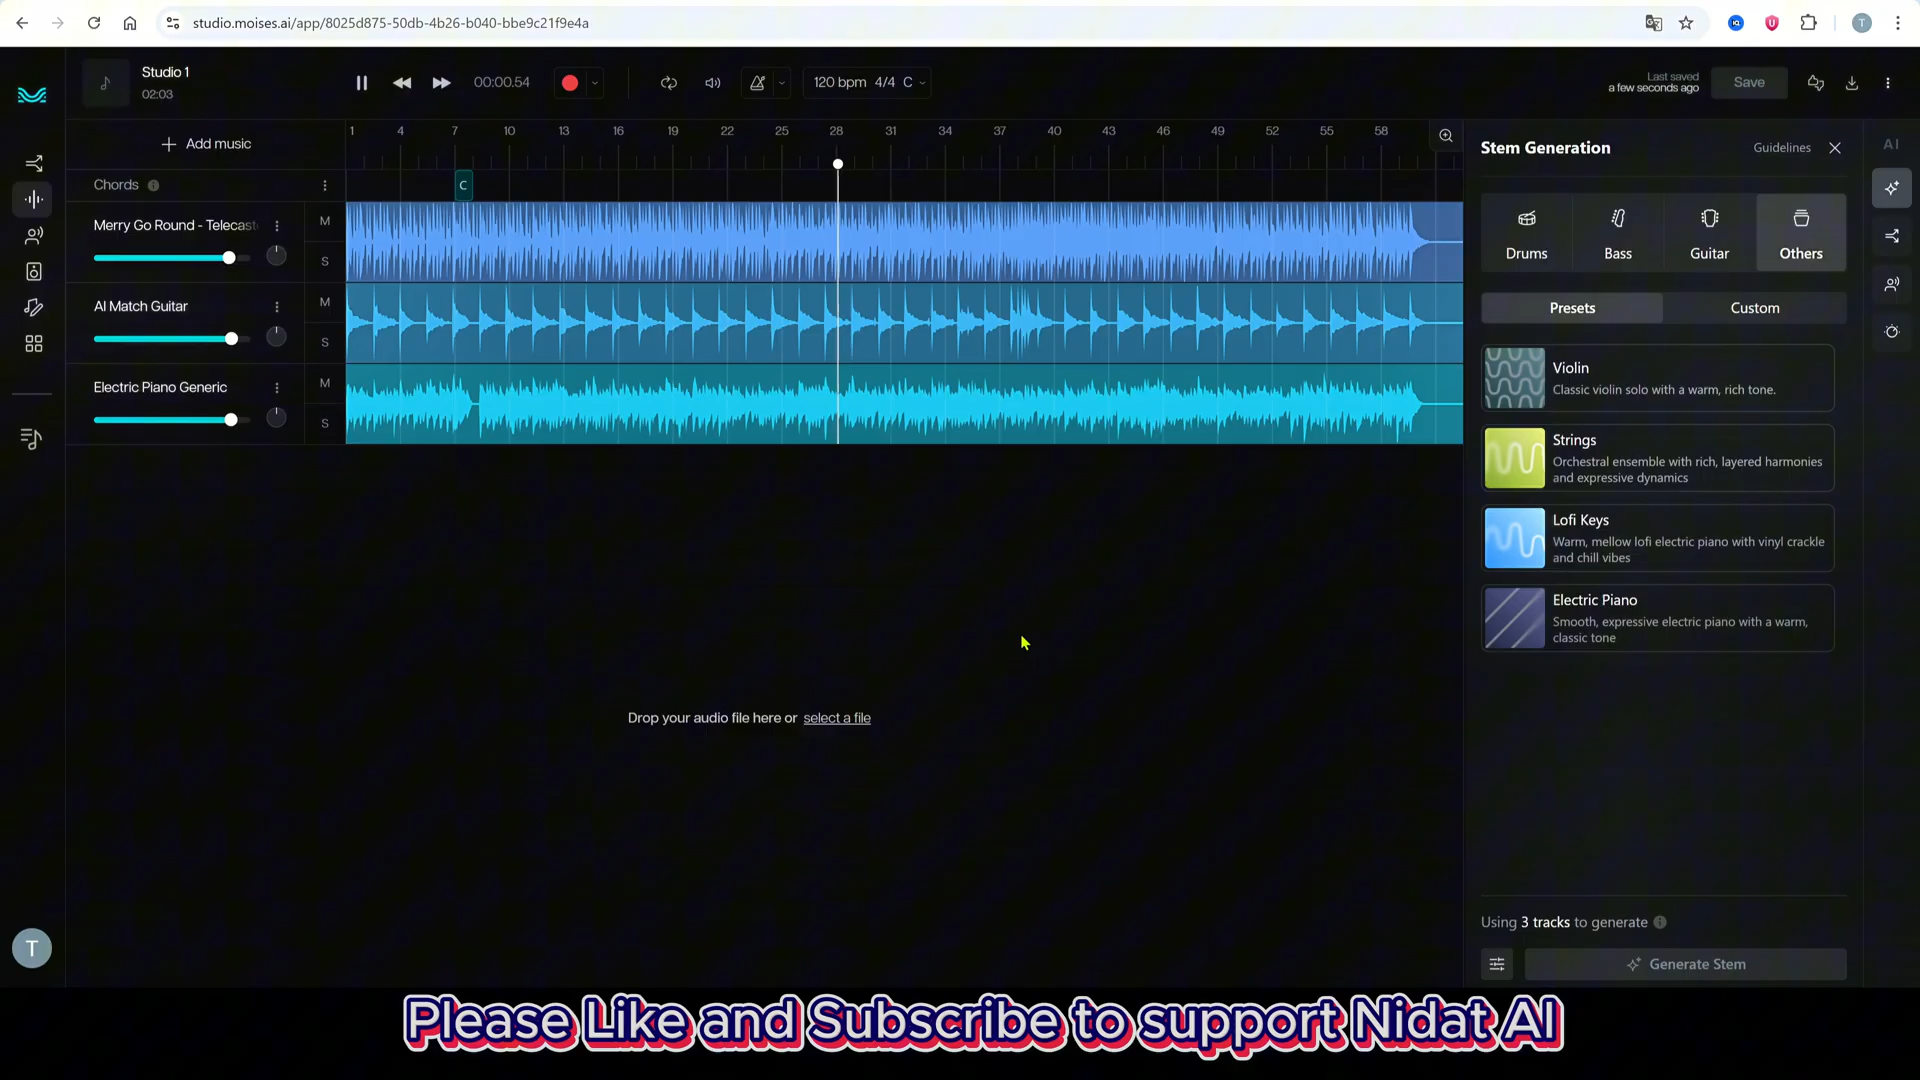 studio.moises.ai/app/8025d875-50db-4b26-b040-bbe9c21f9e4a
T
Studio 1
02:03
00:00.54
120 bpm 4/4 C
Last saved
a few seconds ago
Save
Add music
1 4 7 10 13 16 19 22 25 28 31 34 37 40 43 46 49 52 55 58
Chords
C
Merry Go Round - Telecast
M
S
AI Match Guitar
M
S
Electric Piano Generic
M
S
Drop your audio file here or select a file
Stem Generation
Guidelines
AI
Drums
Bass
Guitar
Others
Presets
Custom
Violin
Classic violin solo with a warm, rich tone.
Strings
Orchestral ensemble with rich, layered harmonies
and expressive dynamics
Lofi Keys
Warm, mellow lofi electric piano with vinyl crackle
and chill vibes
Electric Piano
Smooth, expressive electric piano with a warm,
classic tone
Using 3 tracks to generate
Generate Stem
T
Please Like and Subscribe to support Nidat AI